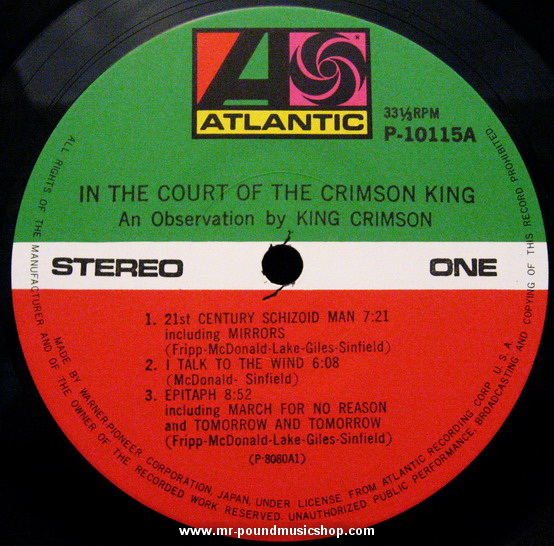 ATLANTIC
33⅓RPM
P-10115A
IN THE COURT OF THE CRIMSON KING
An Observation by KING CRIMSON
STEREO
ONE
1. 21st CENTURY SCHIZOID MAN 7:21
including MIRRORS
(Fripp-McDonald-Lake-Giles-Sinfield)
2. I TALK TO THE WIND 6:08
(McDonald- Sinfield)
3. EPITAPH 8:52
including MARCH FOR NO REASON
and TOMORROW AND TOMORROW
(Fripp-McDonald-Lake-Giles-Sinfield)
(P-8080A1)
MADE BY WARNER-PIONEER CORPORATION, JAPAN, UNDER LICENSE FROM ATLANTIC RECORDING CORP. U.S.A.
ALL RIGHTS OF THE MANUFACTURER AND OF THE OWNER OF THE RECORDED WORK RESERVED. UNAUTHORIZED PUBLIC PERFORMANCE, BROADCASTING AND COPYING OF THIS RECORD PROHIBITED
www.mr-poundmusicshop.com